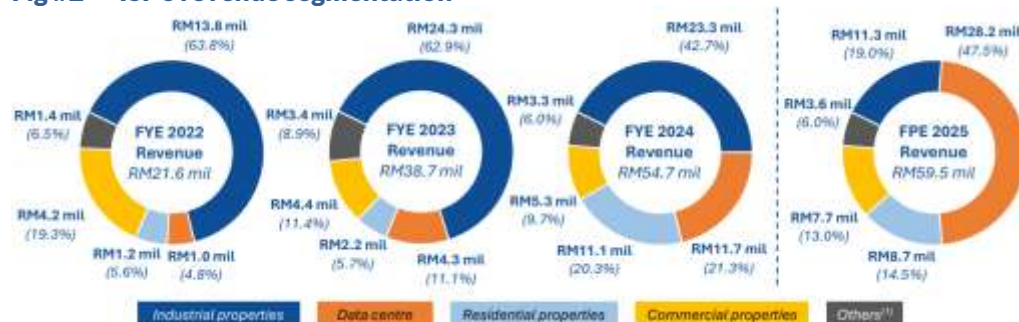 RM13.8 mil
(63.8%)
RM1.4 mil
(6.5%)
FYE 2022
Revenue
RM21.6 mil
RM4.2 mil
(19.3%)
RM1.2 mil
(5.6%)
RM1.0 mil
(4.8%)
RM24.3 mil
(62.9%)
RM3.4 mil
(8.9%)
FYE 2023
Revenue
RM38.7 mil
RM4.4 mil
(11.4%)
RM2.2 mil
(5.7%)
RM4.3 mil
(11.1%)
RM23.3 mil
(42.7%)
RM3.3 mil
(6.0%)
FYE 2024
Revenue
RM54.7 mil
RM5.3 mil
(9.7%)
RM11.1 mil
(20.3%)
RM11.7 mil
(21.3%)
RM11.3 mil
(19.0%)
RM28.2 mil
(47.5%)
RM3.6 mil
(6.0%)
FPE 2025
Revenue
RM59.5 mil
RM7.7 mil
(13.0%)
RM8.7 mil
(14.5%)
Industrial properties
Data centre
Residential properties
Commercial properties
Others(1)